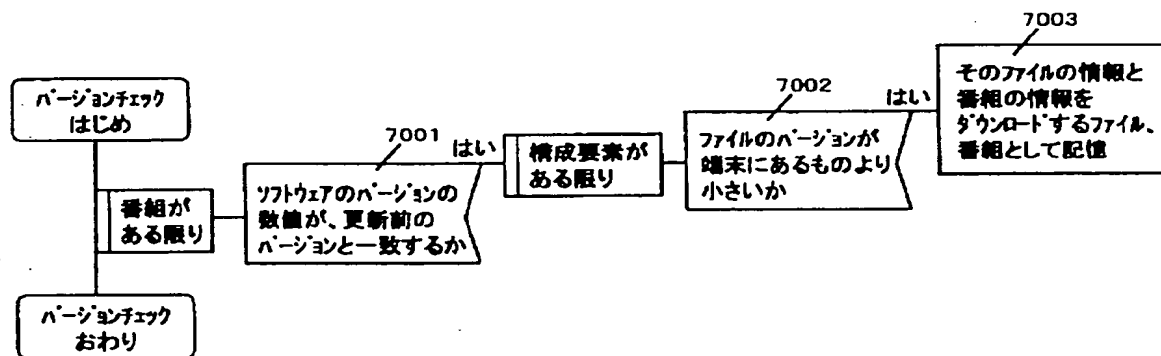 バージョンチェック
はじめ
番組が
ある限り
バージョンチェック
おわり
7001
はい
ソフトウェアのバージョンの
数値が、更新前の
バージョンと一致するか
構成要素が
ある限り
7002
はい
ファイルのバージョンが
端末にあるものより
小さいか
7003
そのファイルの情報と
番組の情報を
ダウンロードするファイル、
番組として記憶